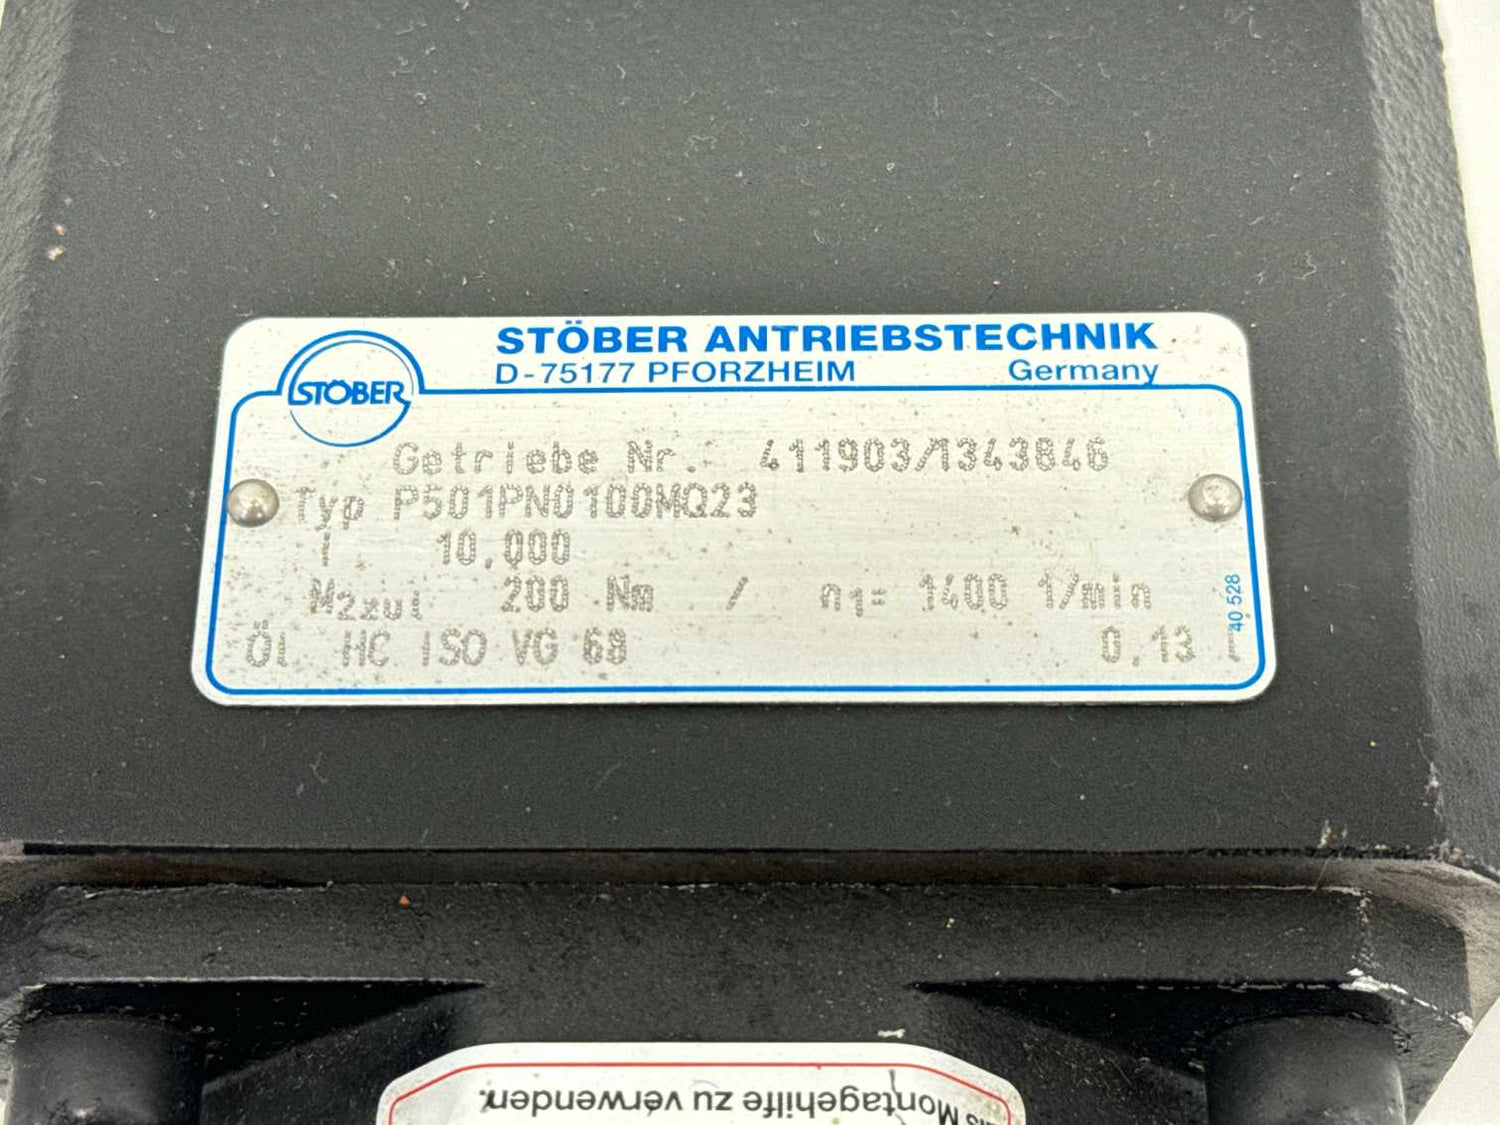 STÖBER
STÖBER ANTRIEBSTECHNIK
D-75177 PFORZHEIM Germany
Getriebe Nr. 411903/1343846
Typ P501PN0100MQ23
10,000
M2zul 200 Nm / n1= 1400 1/min
Öl HC ISO VG 68 0,13
40 528
Montagehilfe zu verwenden.